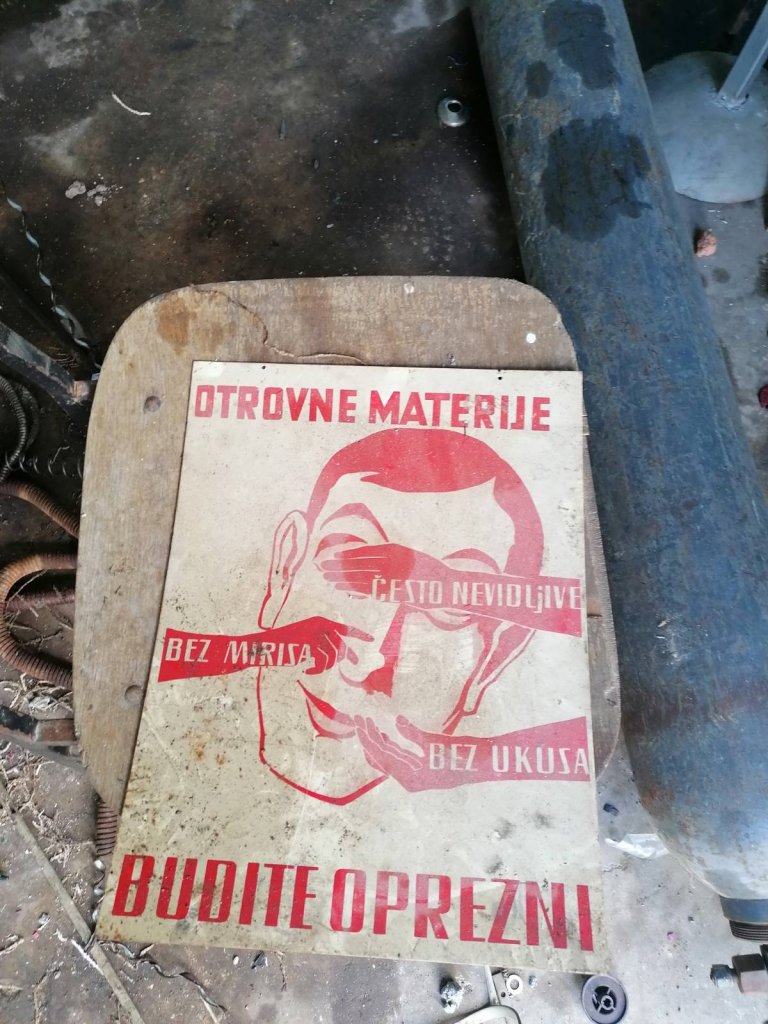 OTROVNE MATERIJE
ČESTO NEVIDLjIVE
BEZ MIRISA
BEZ UKUSA
BUDITE OPREZNI